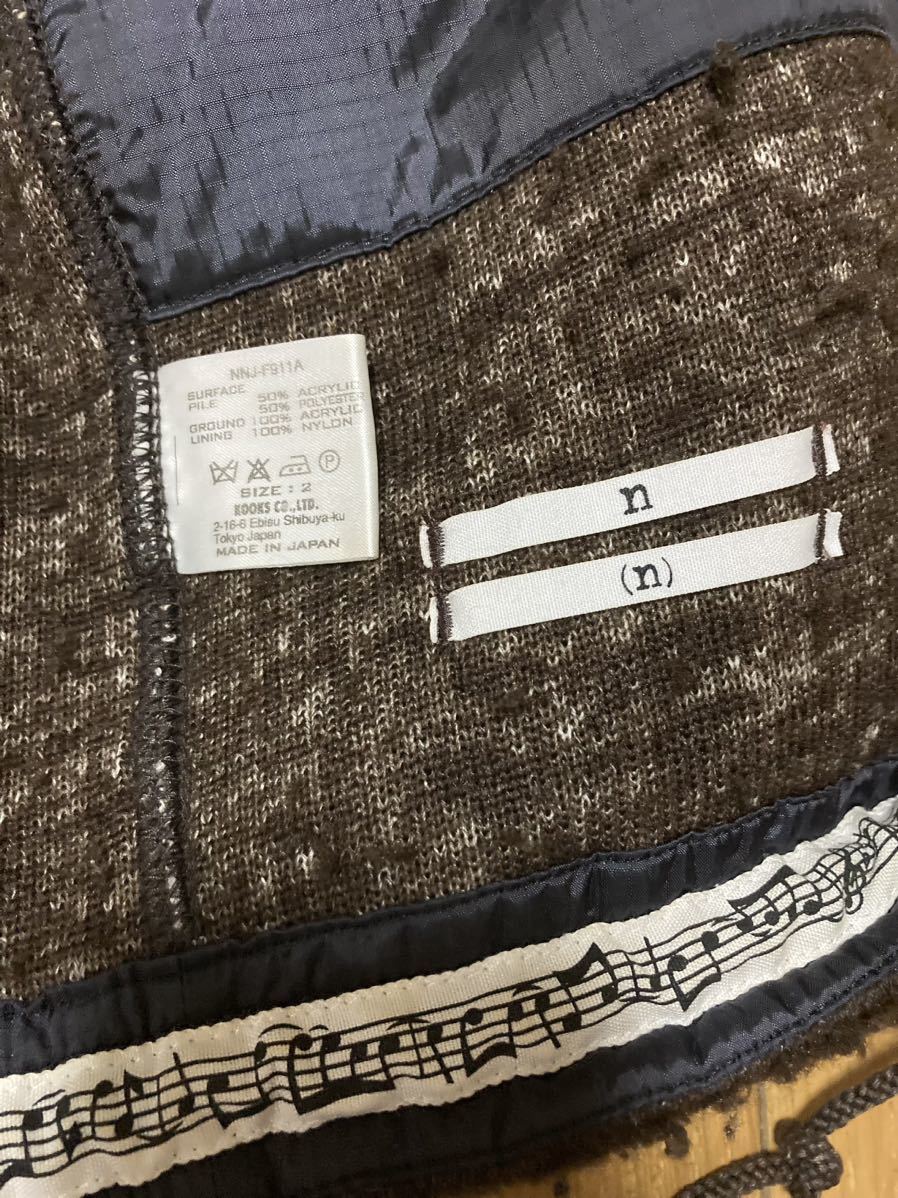 NNJ-F911A
SURFACE
PILE 50% ACRYLIC
50% POLYESTER
GROUND 100% ACRYLIC
LINING 100% NYLON
P
SIZE : 2
KOOKS CO.,LTD.
2-16-6 Ebisu Shibuya-ku
Tokyo Japan
MADE IN JAPAN
n
(n)